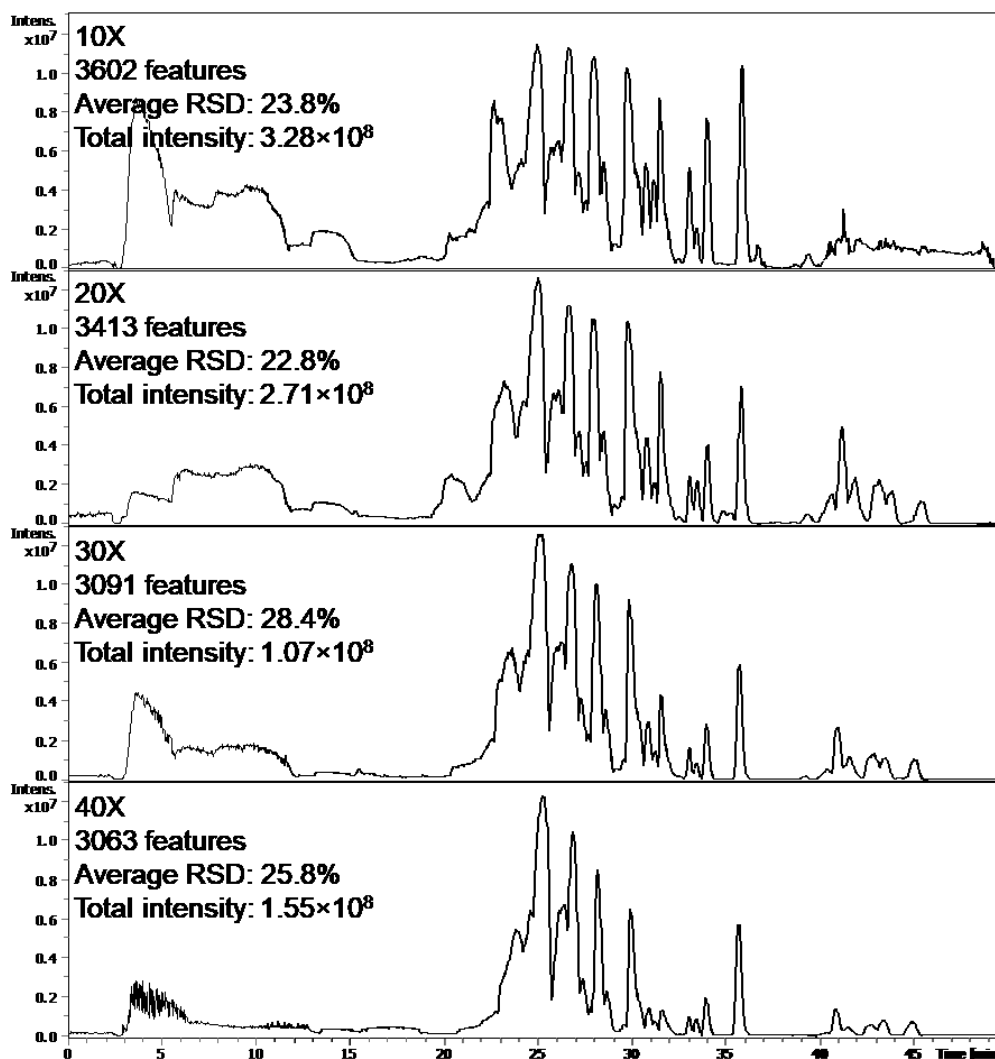 Intens.
x10⁷
10X
3602 features
Average RSD: 23.8%
Total intensity: 3.28×10⁸
1.0
0.8
0.6
0.4
0.2
0.0
Intens.
x10⁷
20X
3413 features
Average RSD: 22.8%
Total intensity: 2.71×10⁸
1.0
0.8
0.6
0.4
0.2
0.0
Intens.
x10⁷
30X
3091 features
Average RSD: 28.4%
Total intensity: 1.07×10⁸
1.0
0.8
0.6
0.4
0.2
0.0
Intens.
x10⁷
40X
3063 features
Average RSD: 25.8%
Total intensity: 1.55×10⁸
1.0
0.8
0.6
0.4
0.2
0.0
0 5 10 15 20 25 30 35 40 45 Time